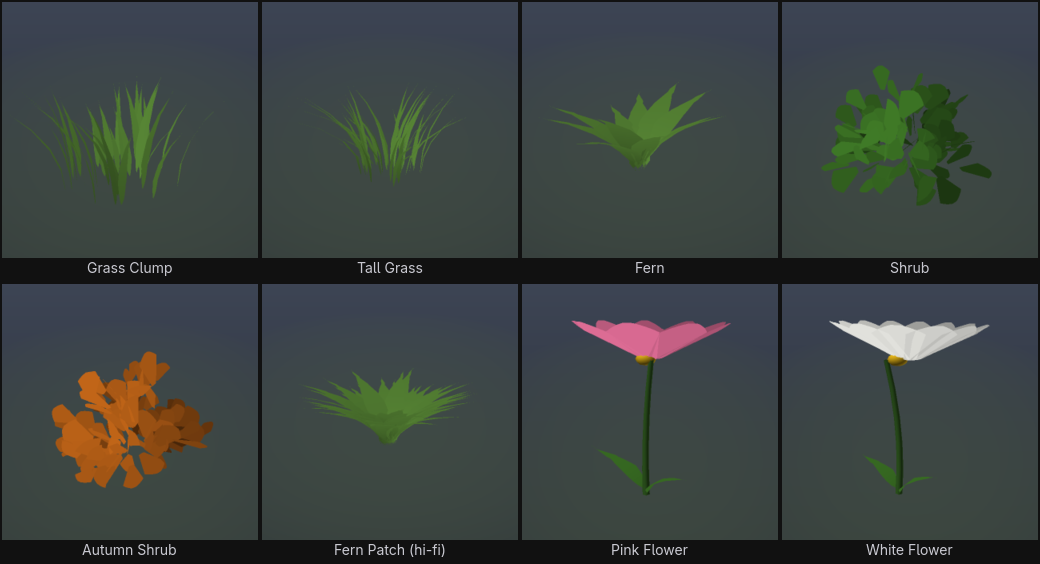 Grass Clump
Tall Grass
Fern
Shrub
Autumn Shrub
Fern Patch (hi-fi)
Pink Flower
White Flower